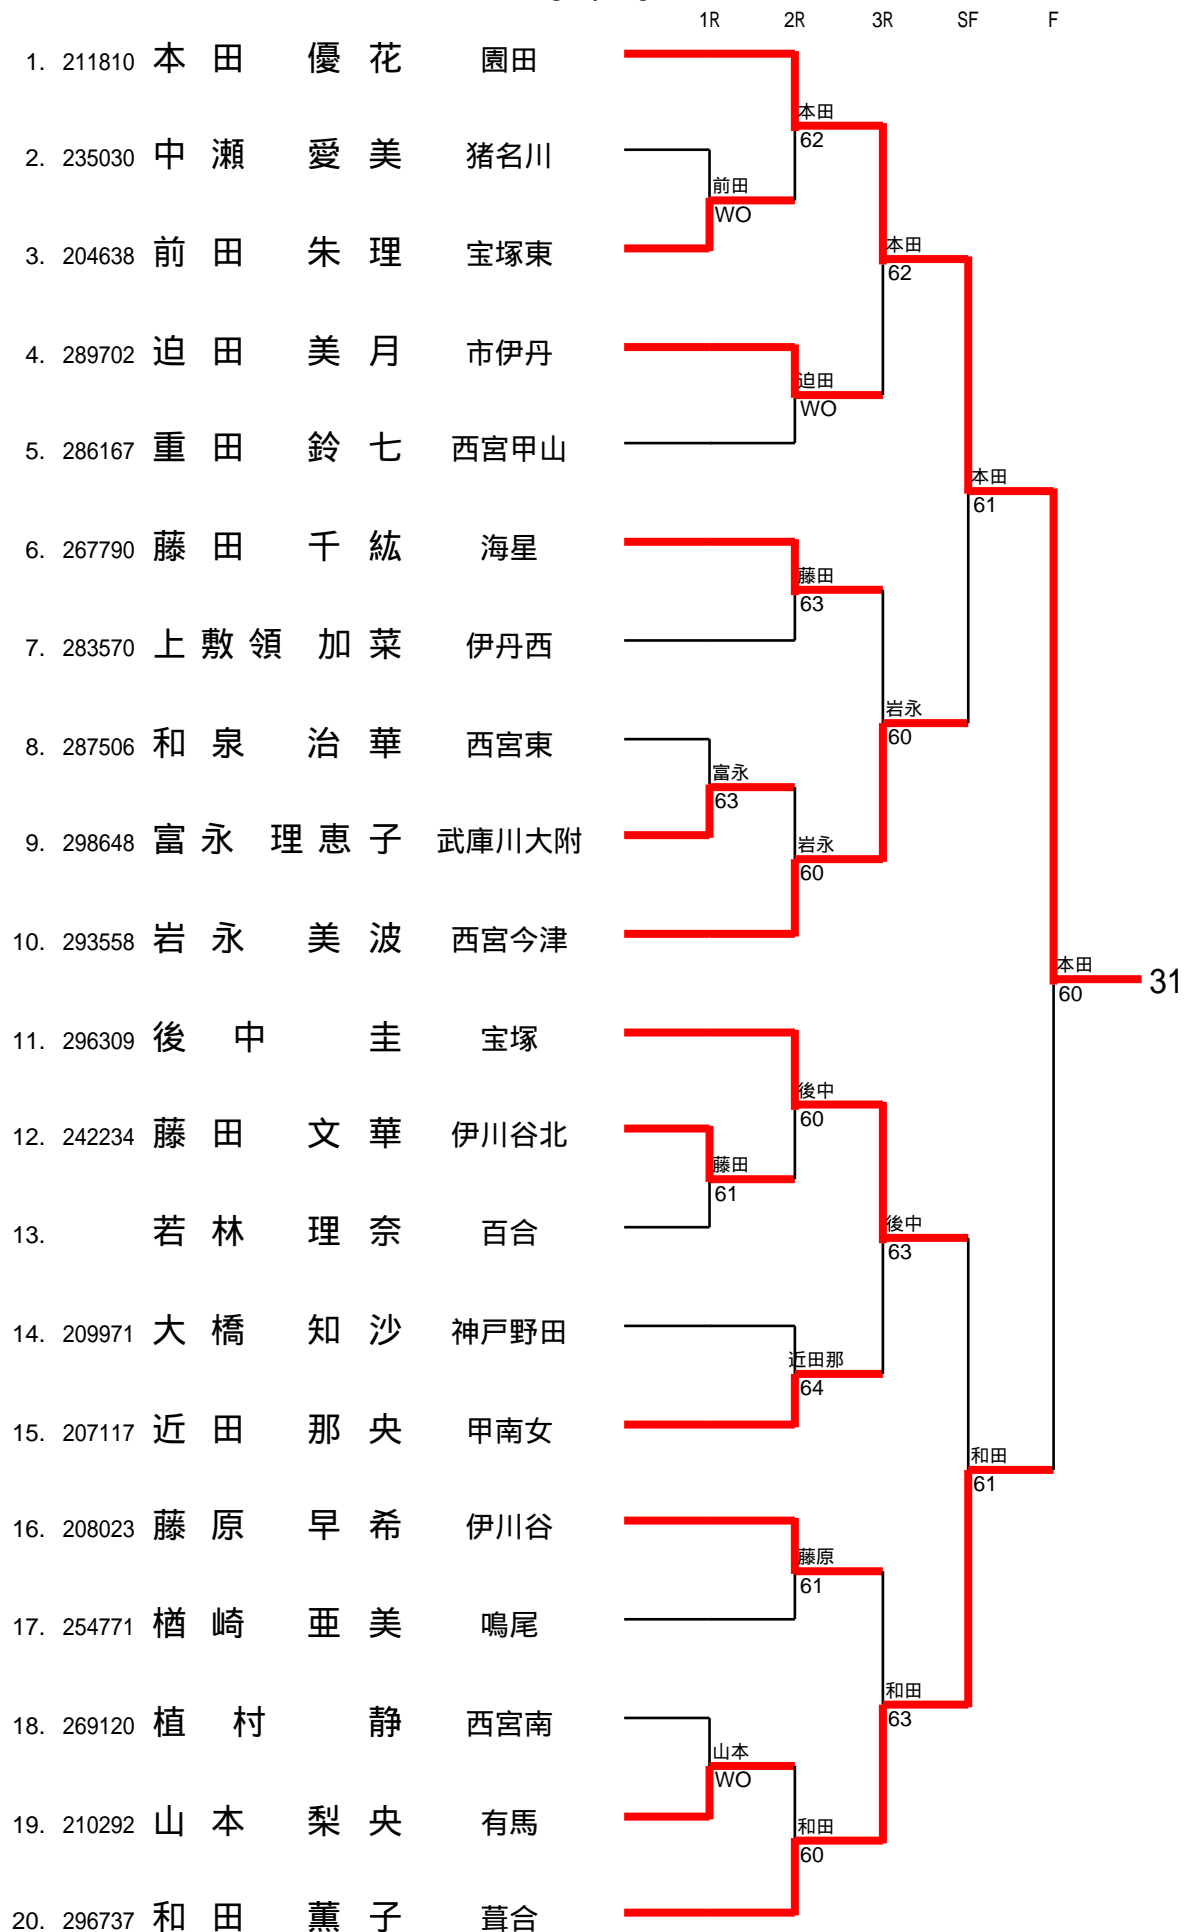 1R 2R 3R SF F
1. 211810 本田 優花 園田
本田
62
2. 235030 中瀬 愛美 猪名川
前田
WO
3. 204638 前田 朱理 宝塚東
本田
62
4. 289702 迫田 美月 市伊丹
迫田
WO
5. 286167 重田 鈴七 西宮甲山
本田
61
6. 267790 藤田 千紘 海星
藤田
63
7. 283570 上敷領 加菜 伊丹西
岩永
60
8. 287506 和泉 治華 西宮東
富永
63
9. 298648 富永 理恵子 武庫川大附
岩永
60
10. 293558 岩永 美波 西宮今津
本田
60
31
11. 296309 後中 圭 宝塚
後中
60
12. 242234 藤田 文華 伊川谷北
藤田
61
13. 若林 理奈 百合
後中
63
14. 209971 大橋 知沙 神戸野田
近田那
64
15. 207117 近田 那央 甲南女
和田
61
16. 208023 藤原 早希 伊川谷
藤原
61
17. 254771 楢崎 亜美 鳴尾
和田
63
18. 269120 植村 静 西宮南
山本
WO
19. 210292 山本 梨央 有馬
和田
60
20. 296737 和田 薫子 葺合